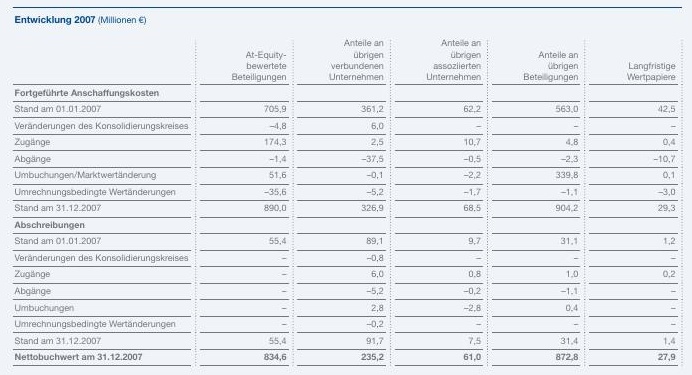 Entwicklung 2007 (Millionen €)
At-Equity-bewertete Beteiligungen | Anteile an übrigen verbundenen Unternehmen | Anteile an übrigen assoziierten Unternehmen | Anteile an übrigen Beteiligungen | Langfristige Wertpapiere
Fortgeführte Anschaffungskosten
Stand am 01.01.2007 705,9 361,2 62,2 563,0 42,5
Veränderungen des Konsolidierungskreises –4,8 6,0 – – –
Zugänge 174,3 2,5 10,7 4,8 0,4
Abgänge –1,4 –37,5 –0,5 –2,3 –10,7
Umbuchungen/Marktwertänderung 51,6 –0,1 –2,2 339,8 0,1
Umrechnungsbedingte Wertänderungen –35,6 –5,2 –1,7 –1,1 –3,0
Stand am 31.12.2007 890,0 326,9 68,5 904,2 29,3
Abschreibungen
Stand am 01.01.2007 55,4 89,1 9,7 31,1 1,2
Veränderungen des Konsolidierungskreises – –0,8 – – –
Zugänge – 6,0 0,8 1,0 0,2
Abgänge – –5,2 –0,2 –1,1 –
Umbuchungen – 2,8 –2,8 0,4 –
Umrechnungsbedingte Wertänderungen – –0,2 – – –
Stand am 31.12.2007 55,4 91,7 7,5 31,4 1,4
Nettobuchwert am 31.12.2007 834,6 235,2 61,0 872,8 27,9